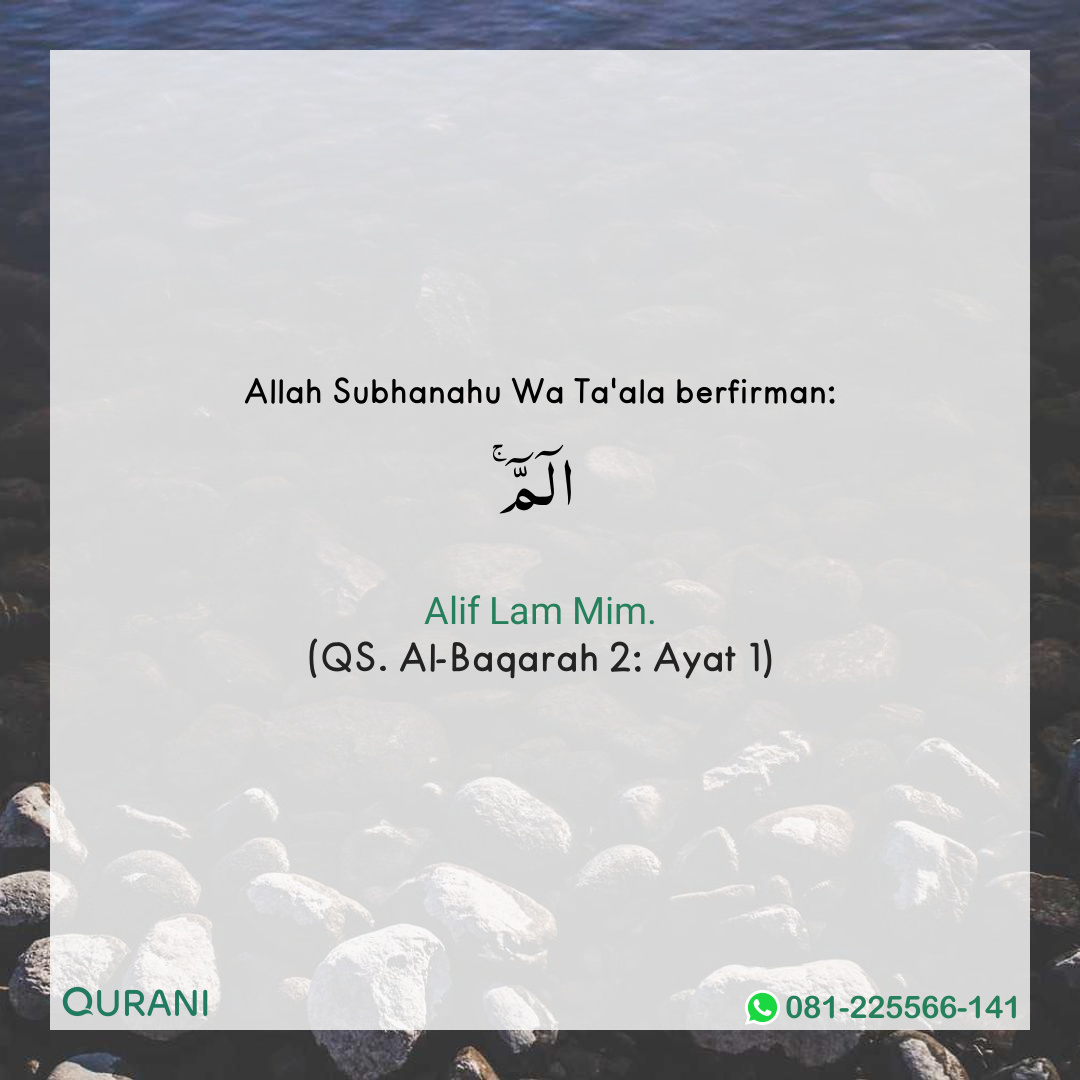 Allah Subhanahu Wa Ta'ala berfirman:
الٓمّٓ ۚ
Alif Lam Mim.
(QS. Al-Baqarah 2: Ayat 1)
QURANI
081-225566-141